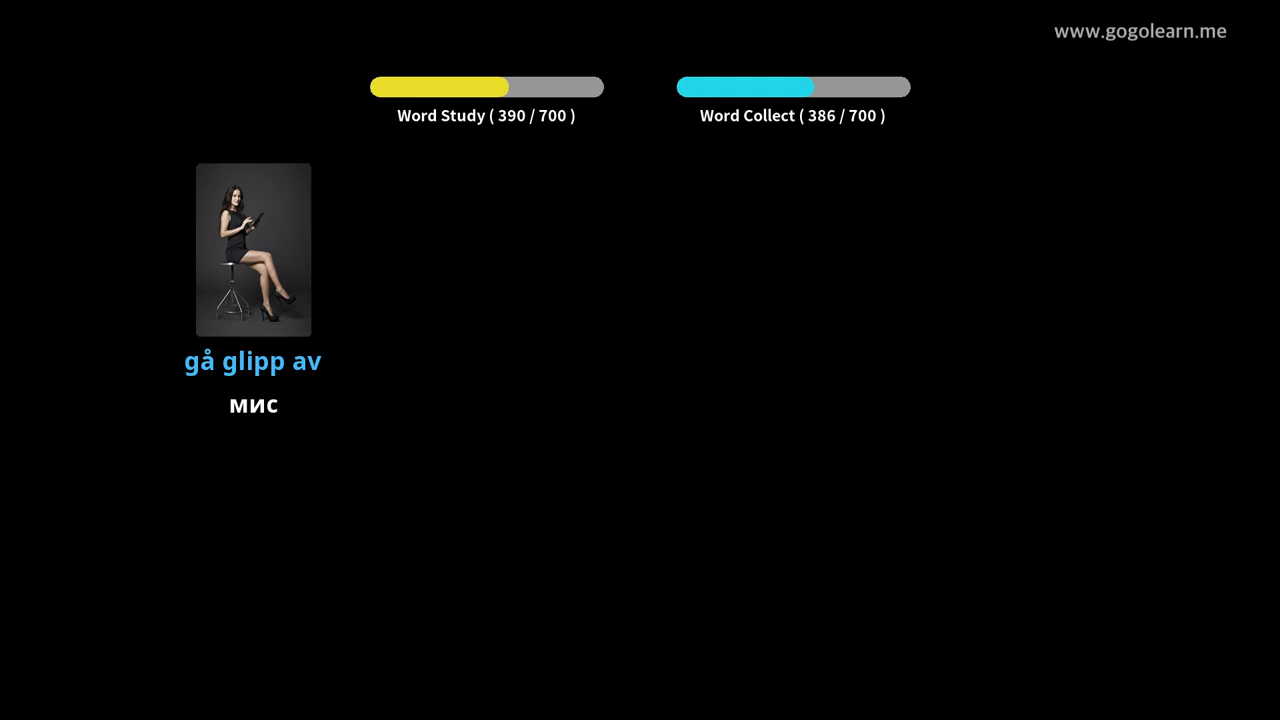 www.gogolearn.me
Word Study ( 390 / 700 )
Word Collect ( 386 / 700 )
gå glipp av
мис